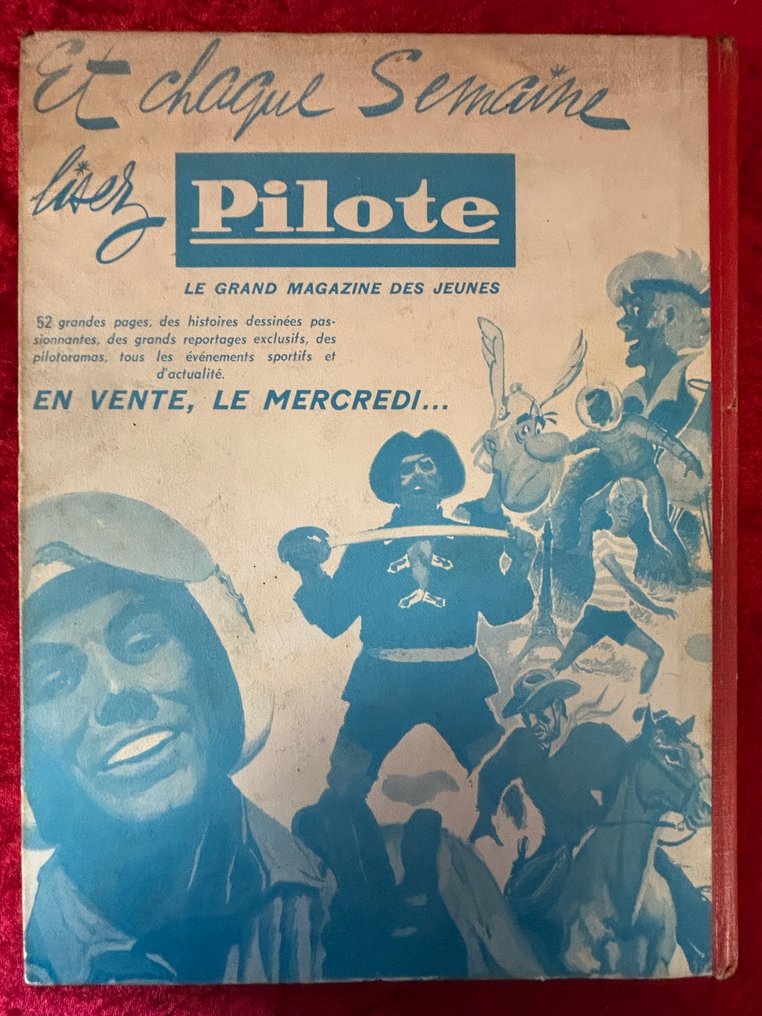 Et chaque Semaine
lisez Pilote
LE GRAND MAGAZINE DES JEUNES
52 grandes pages, des histoires dessinées pas-
sionnantes, des grands reportages exclusifs, des
pilotoramas, tous les événements sportifs et
d'actualité.
EN VENTE, LE MERCREDI...